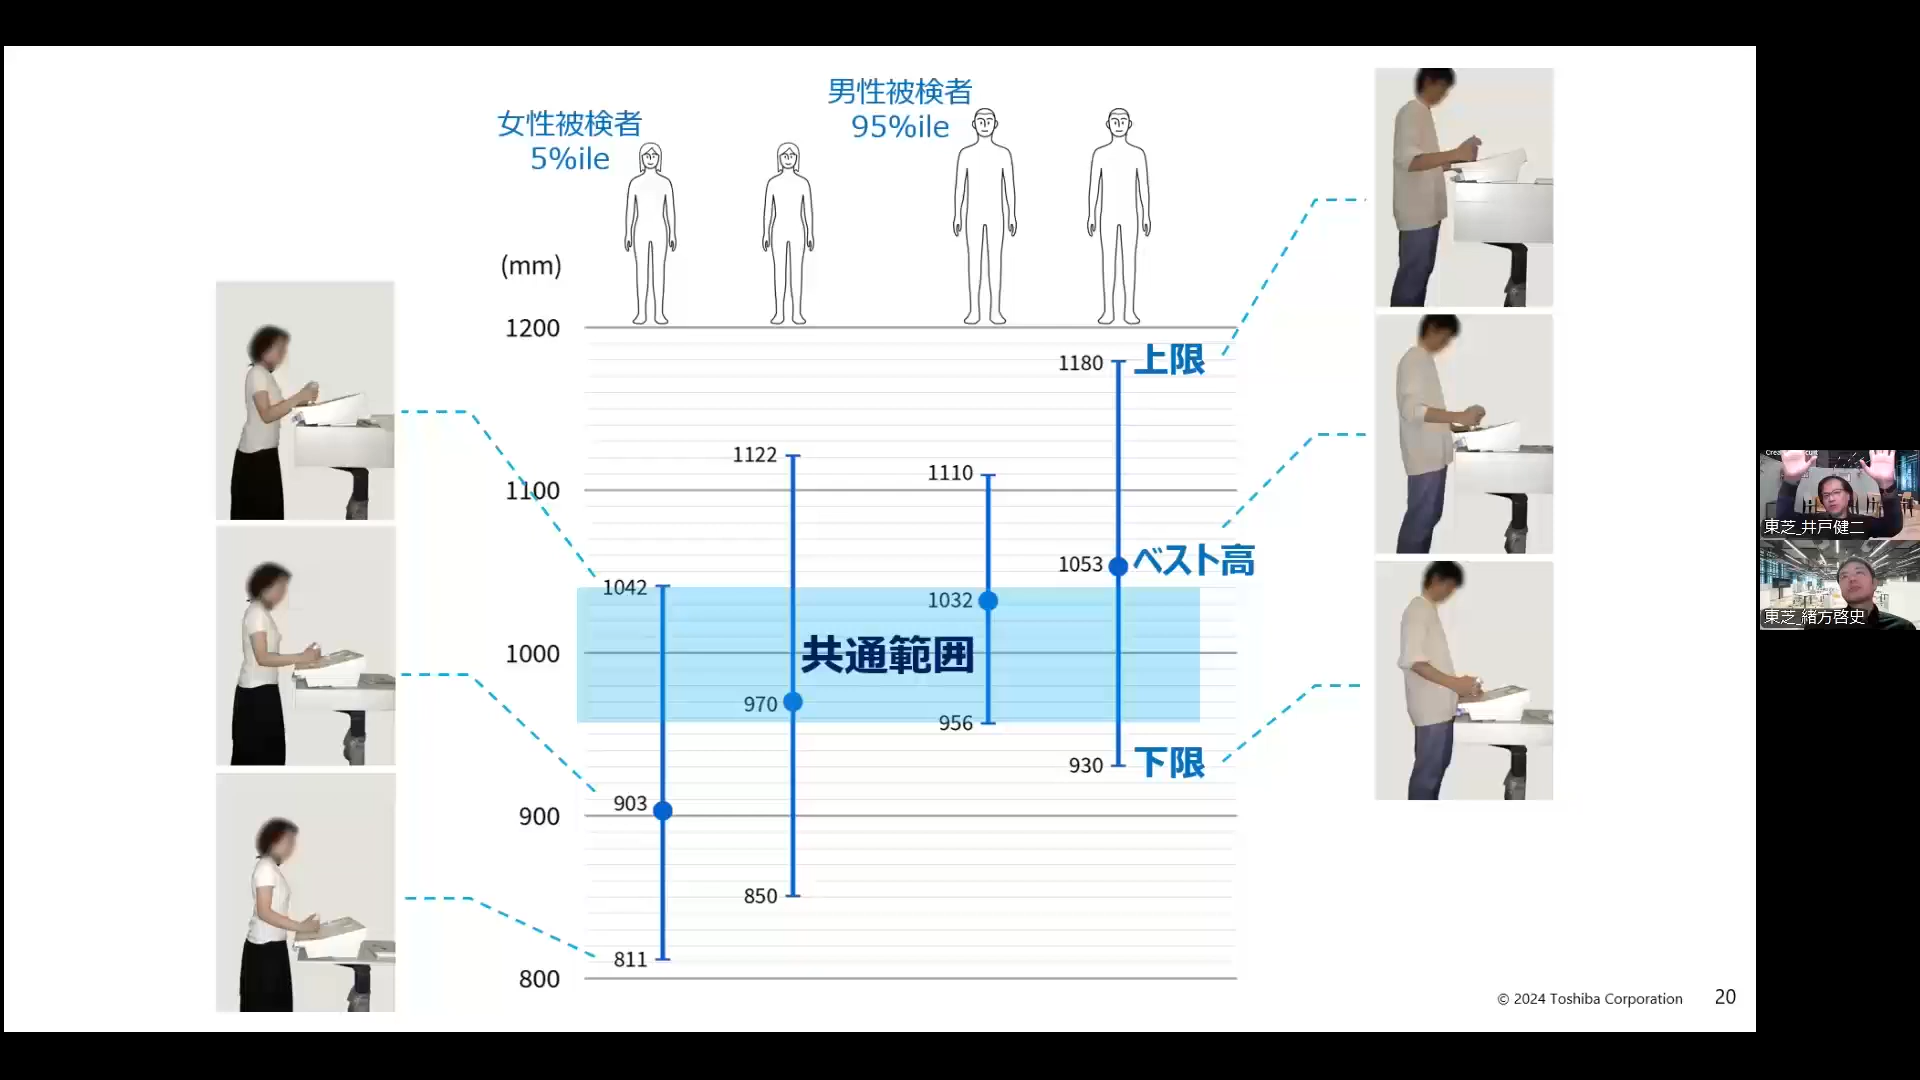 女性被検者
5%ile
男性被検者
95%ile
(mm)
1200
1100
1000
900
800
1042
903
811
1122
970
850
1110
1032
956
1180
1053
930
上限
ベスト高
下限
共通範囲
© 2024 Toshiba Corporation
20
東芝_井戸健二
東芝_緒方啓史